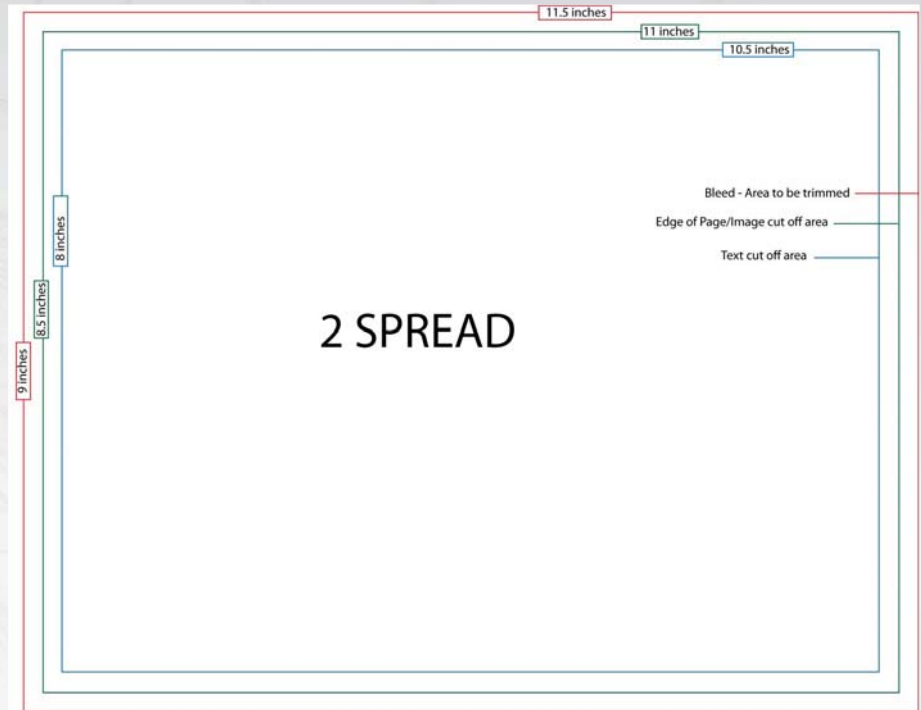 11.5 inches
11 inches
10.5 inches
Bleed - Area to be trimmed
8 inches
Edge of Page/Image cut off area
Text cut off area
8.5 inches
2 SPREAD
9 inches